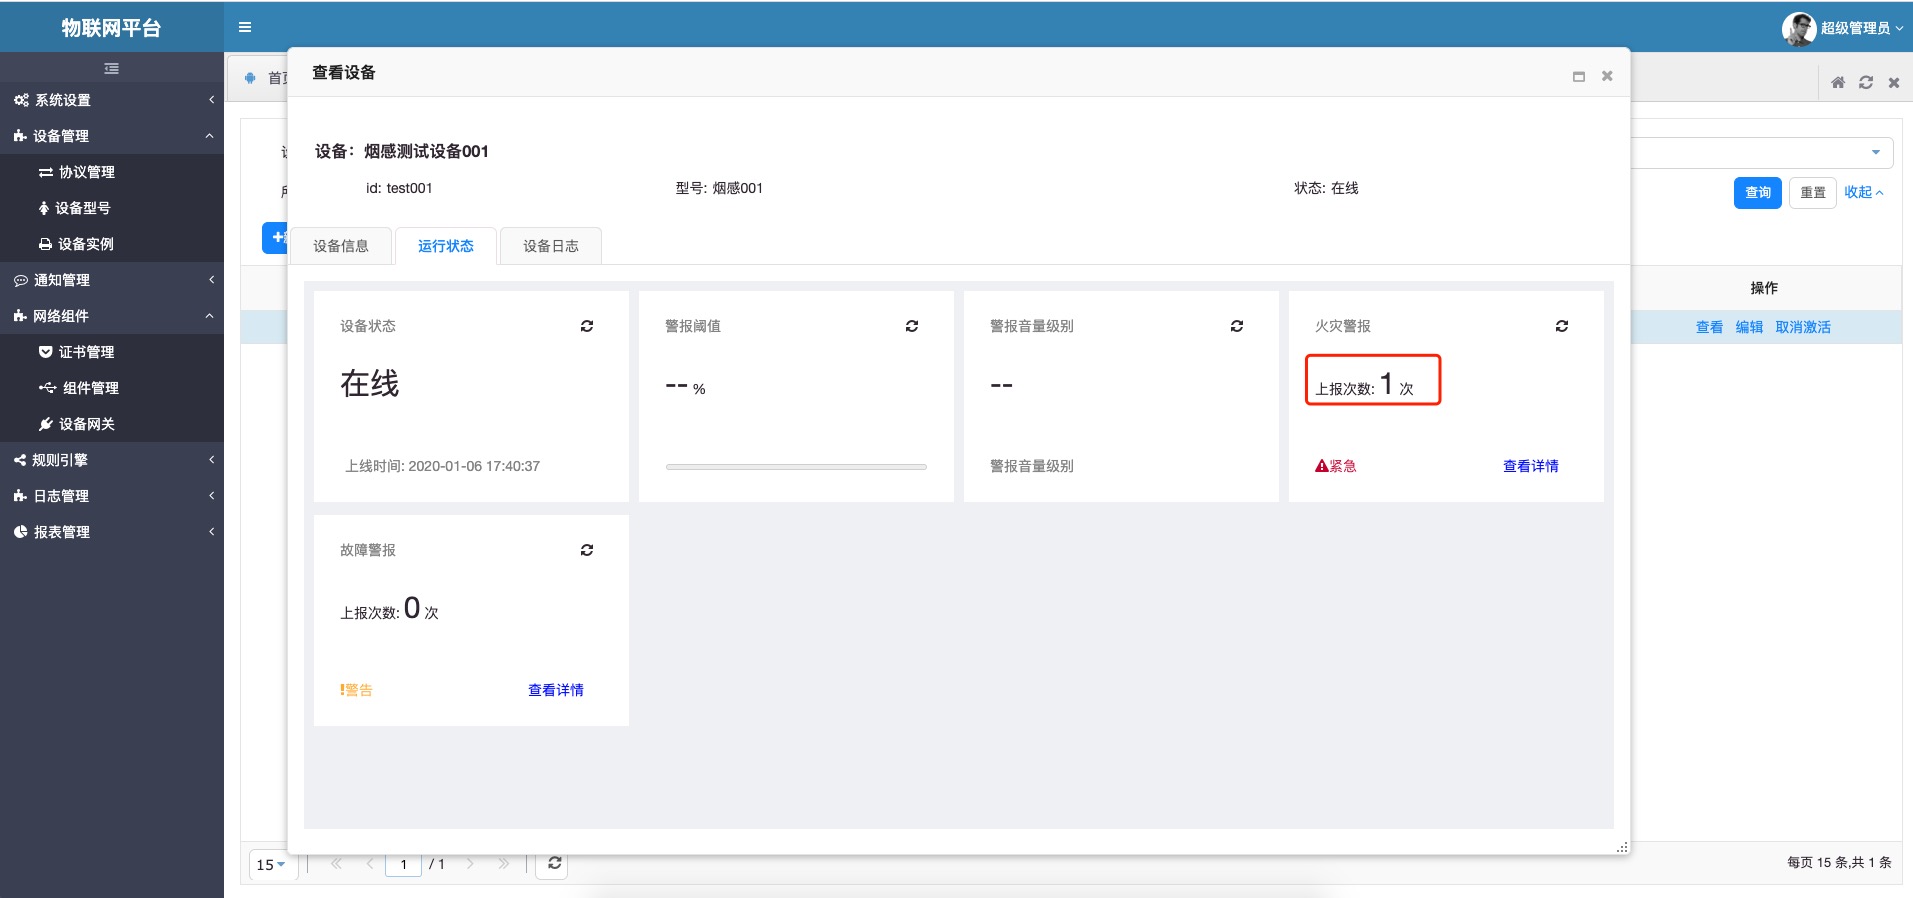 物联网平台
超级管理员
首
查看设备
系统设置
设备管理
协议管理
设备型号
设备实例
通知管理
网络组件
证书管理
组件管理
设备网关
规则引擎
日志管理
报表管理
设备: 烟感测试设备001
id: test001 型号: 烟感001 状态: 在线
查询 重置 收起
设备信息 运行状态 设备日志
操作
查看 编辑 取消激活
设备状态
在线
上线时间: 2020-01-06 17:40:37
警报阈值
-- %
警报音量级别
--
警报音量级别
火灾警报
上报次数: 1 次
紧急 查看详情
故障警报
上报次数: 0 次
警告 查看详情
15 1 / 1 每页 15 条,共 1 条